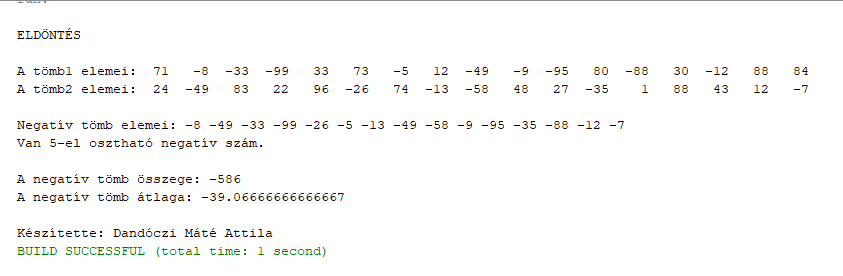 run:
ELDÖNTÉS
A tömb1 elemei: 71 -8 -33 -99 33 73 -5 12 -49 -9 -95 80 -88 30 -12 88 84
A tömb2 elemei: 24 -49 83 22 96 -26 74 -13 -58 48 27 -35 1 88 43 12 -7
Negatív tömb elemei: -8 -49 -33 -99 -26 -5 -13 -49 -58 -9 -95 -35 -88 -12 -7
Van 5-el osztható negatív szám.
A negatív tömb összege: -586
A negatív tömb átlaga: -39.06666666666667
Készítette: Dandóczi Máté Attila
BUILD SUCCESSFUL (total time: 1 second)